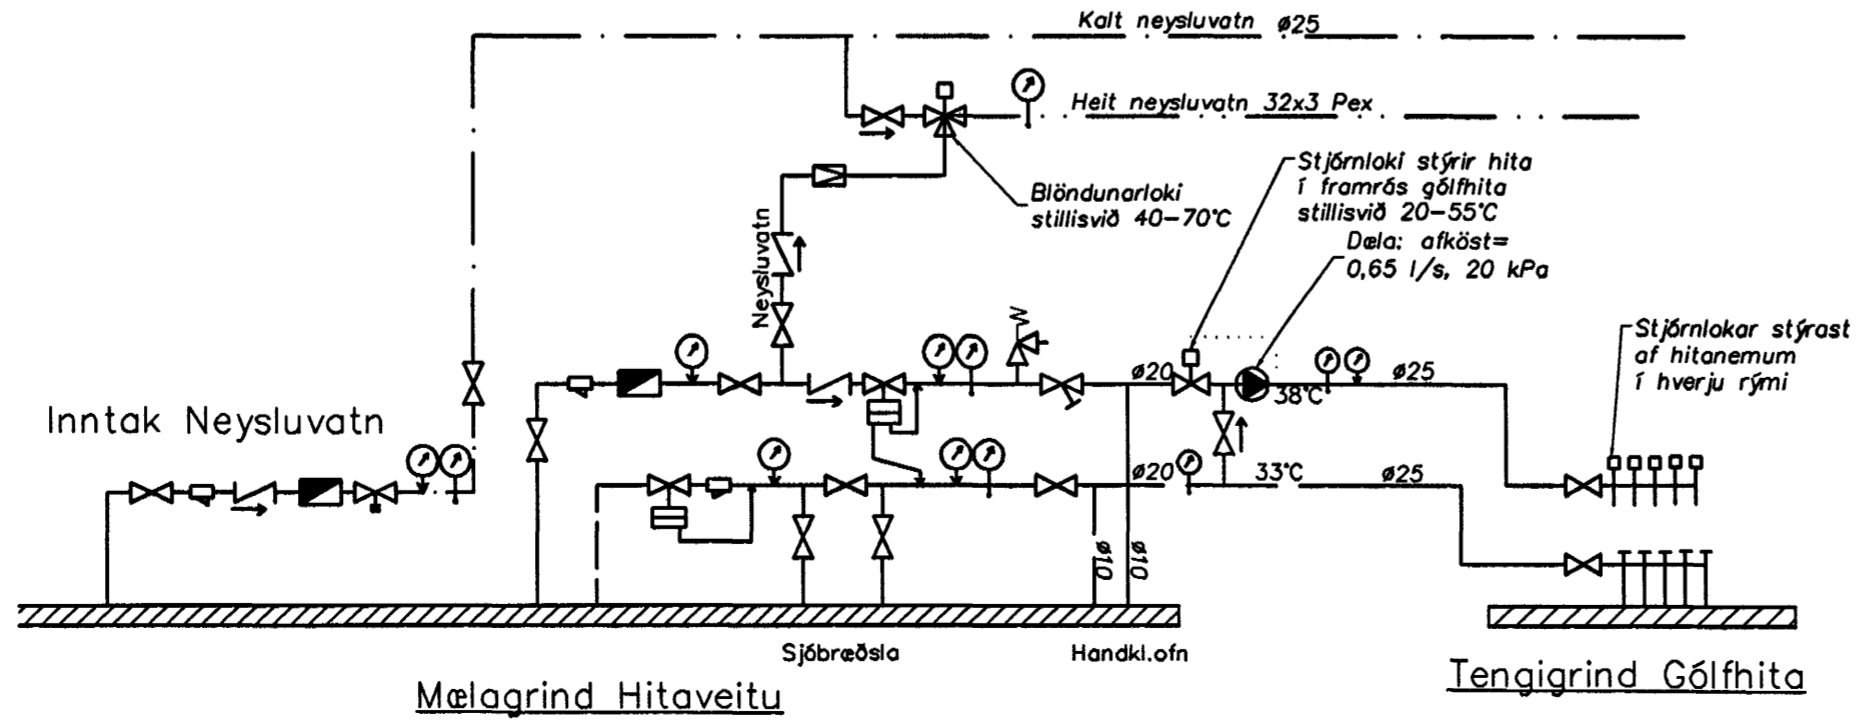 Kalt neysluvatn ø25
Heit neysluvatn 32x3 Pex
Stjórnloki stýrir hita
í framrás gólfhita
stillisvið 20-55°C
Blöndunarloki
stillisvið 40-70°C
Dæla: afköst=
0,65 l/s, 20 kPa
Neysluvatn
Stjórnlokar stýrast
af hitanemum
í hverju rými
ø20
38°C
ø25
Inntak Neysluvatn
ø20
33°C
ø25
ø10
ø10
Sjóbræðsla
Handkl.ofn
Mælagrind Hitaveitu
Tengigrind Gólfhita